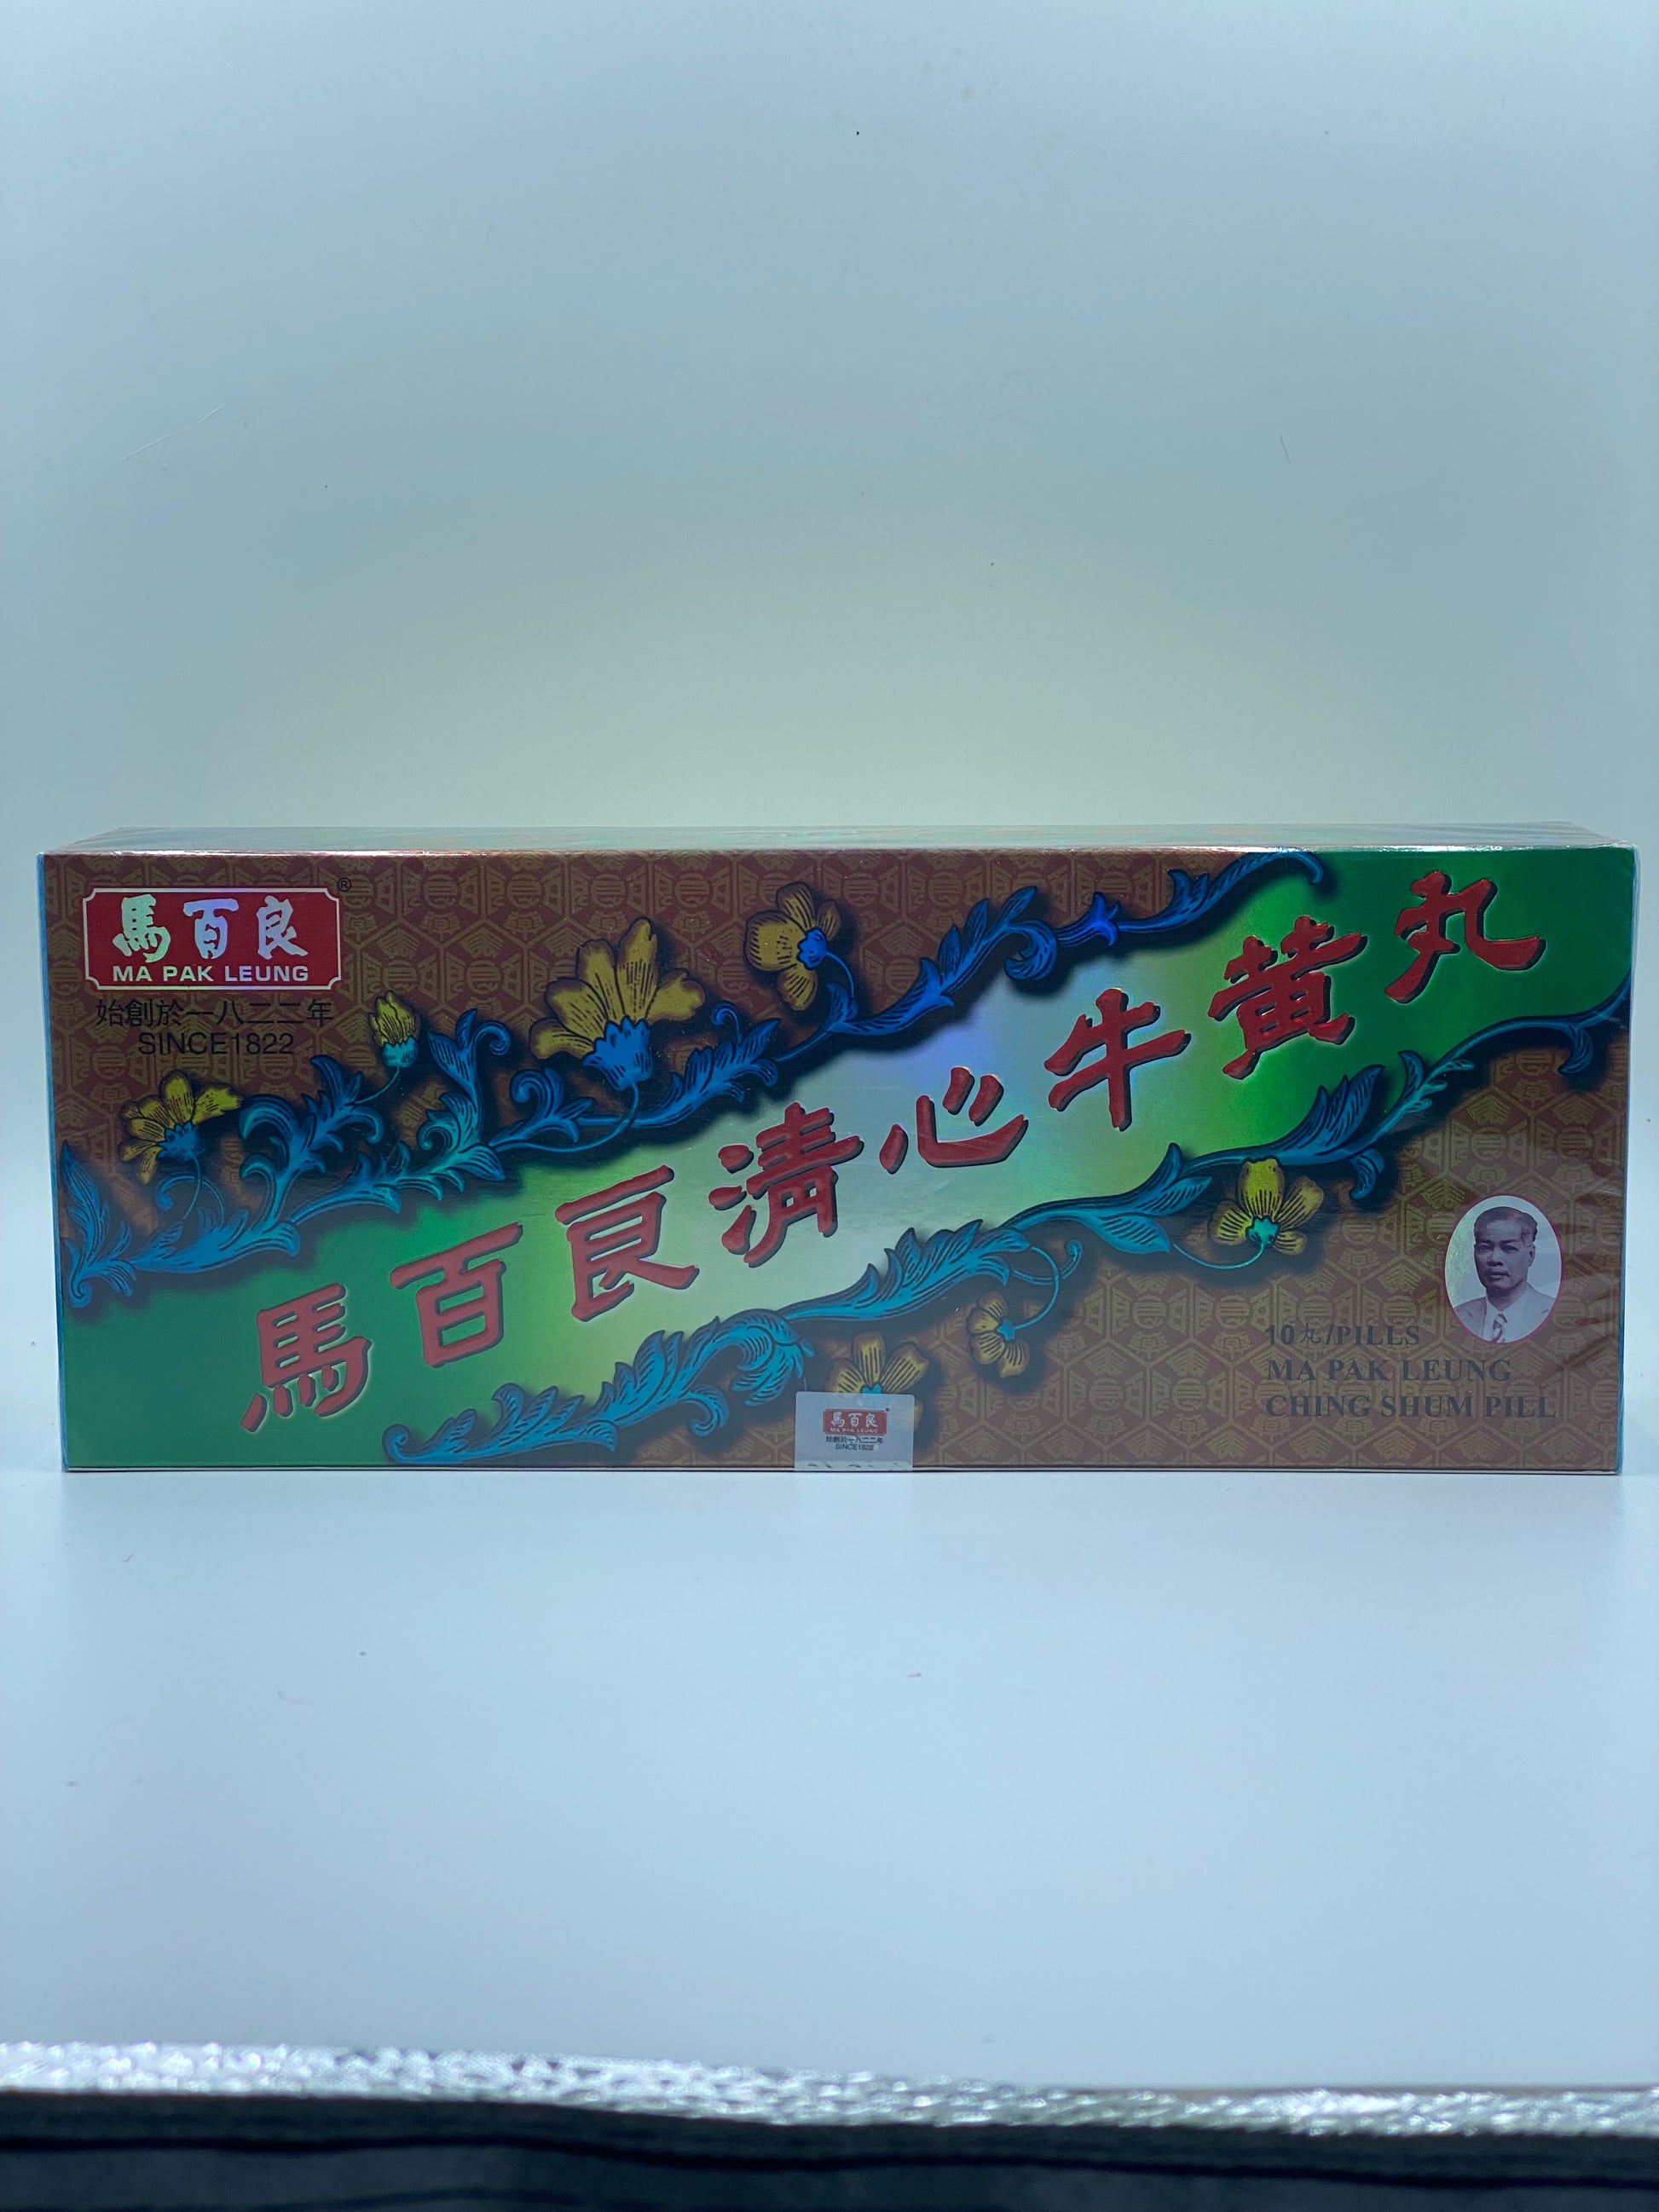 馬百良®
MA PAK LEUNG
始創於一八二二年
SINCE1822
馬百良清心牛黃丸
10丸/PILLS
MA PAK LEUNG
CHING SHUM PILL
馬百良
MA PAK LEUNG
始創於一八二二年
SINCE1822